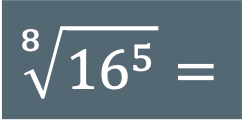 ⁸√16⁵ =